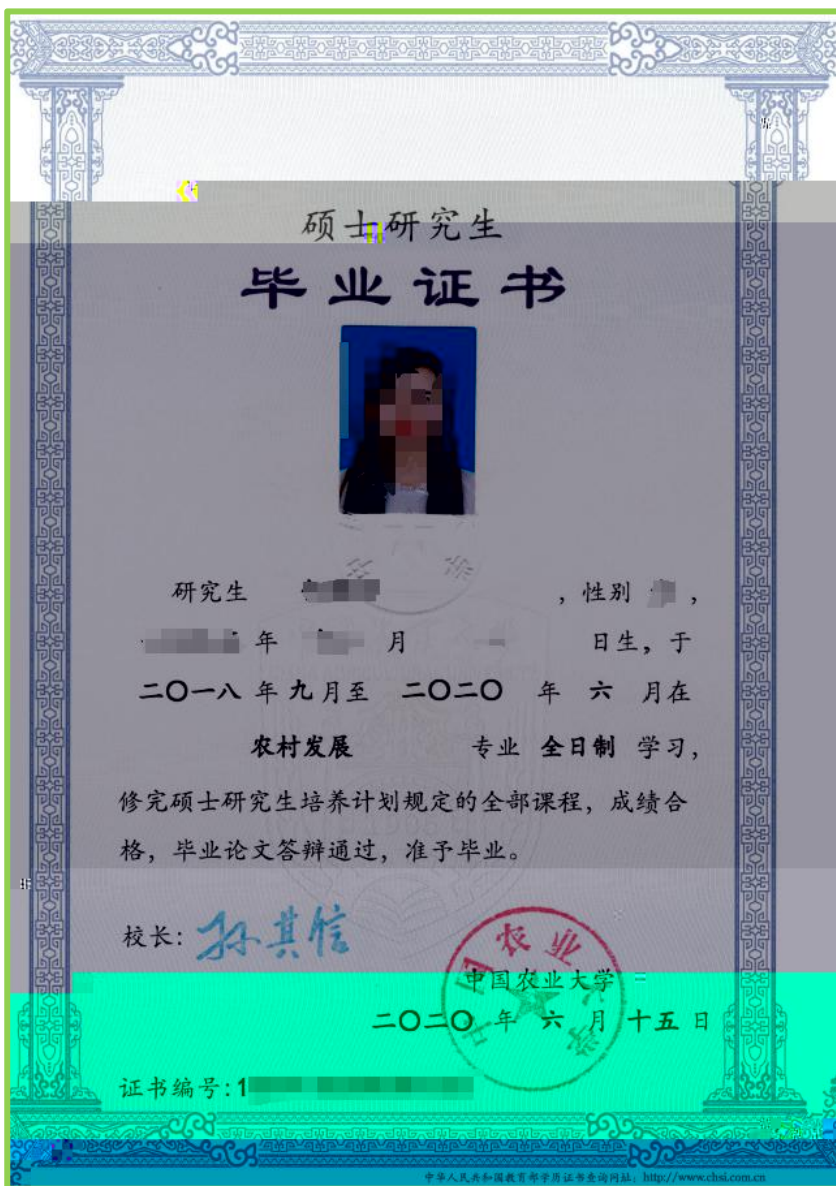 硕士研究生
毕业证书
研究生 ，性别 ，
年 月 日生，于
二〇一八 年 九 月至 二〇二〇 年 六 月在
农村发展 专业 全日制 学习，
修完硕士研究生培养计划规定的全部课程，成绩合
格，毕业论文答辩通过，准予毕业。
校长：孙其信
中国农业大学
中国农业大学
二〇二〇 年 六 月 十五 日
证书编号：1
中华人民共和国教育部学历证书查询网址：http://www.chsi.com.cn